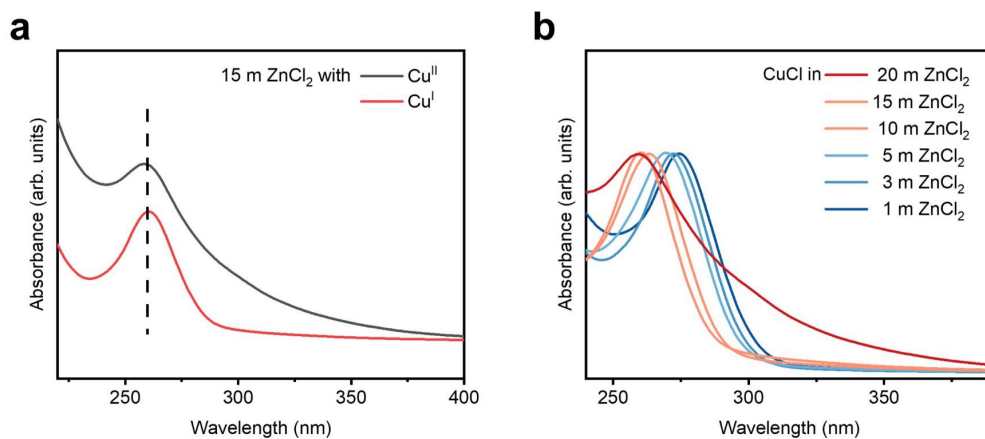 a
15 m ZnCl₂ with
Cuᴵᴵ
Cuᴵ
Absorbance (arb. units)
250
300
350
400
Wavelength (nm)
b
CuCl in
20 m ZnCl₂
15 m ZnCl₂
10 m ZnCl₂
5 m ZnCl₂
3 m ZnCl₂
1 m ZnCl₂
Absorbance (arb. units)
250
300
350
Wavelength (nm)